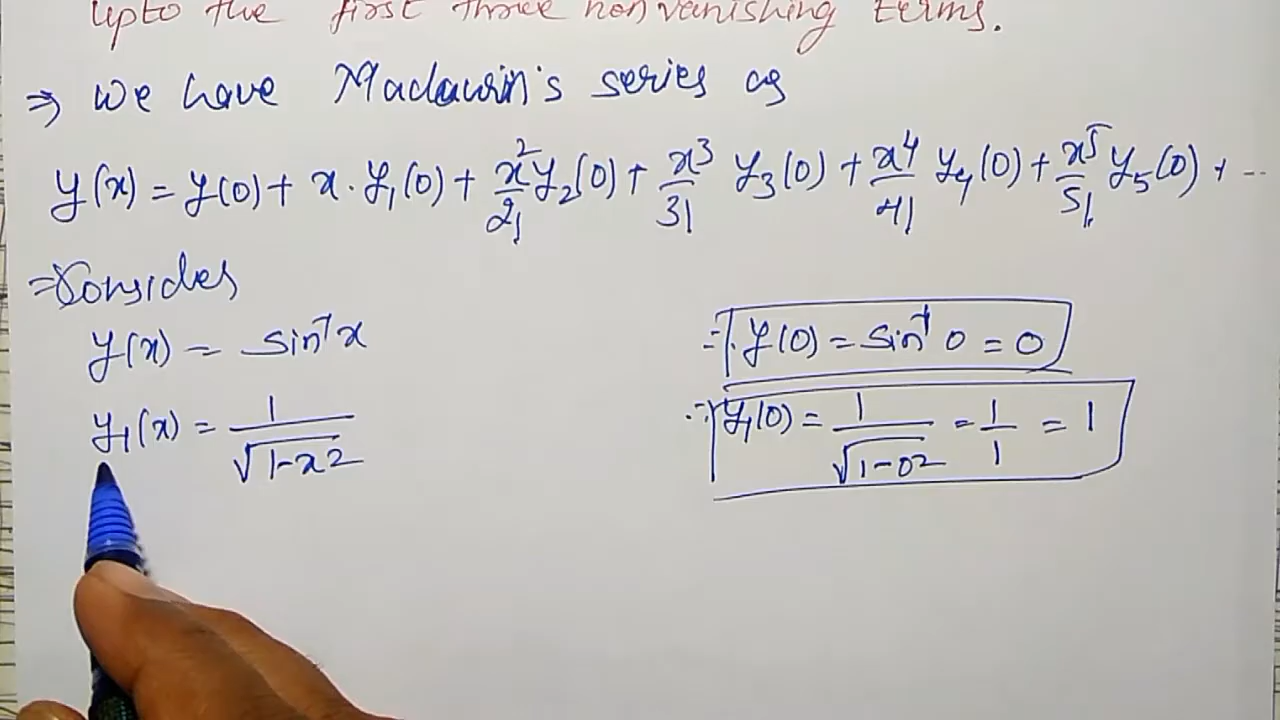 Upto the first three nonvanishing terms.
⇒ We have Maclaurin's series as
y(x) = y(0) + x · y₁(0) + x²/2! y₂(0) + x³/3! y₃(0) + x⁴/4! y₄(0) + x⁵/5! y₅(0) + ...
⇒ Consider
y(x) = sin⁻¹x
∴ y(0) = sin⁻¹ 0 = 0
y₁(x) = 1/√(1-x²)
∴ y₁(0) = 1/√(1-0²) = 1/1 = 1